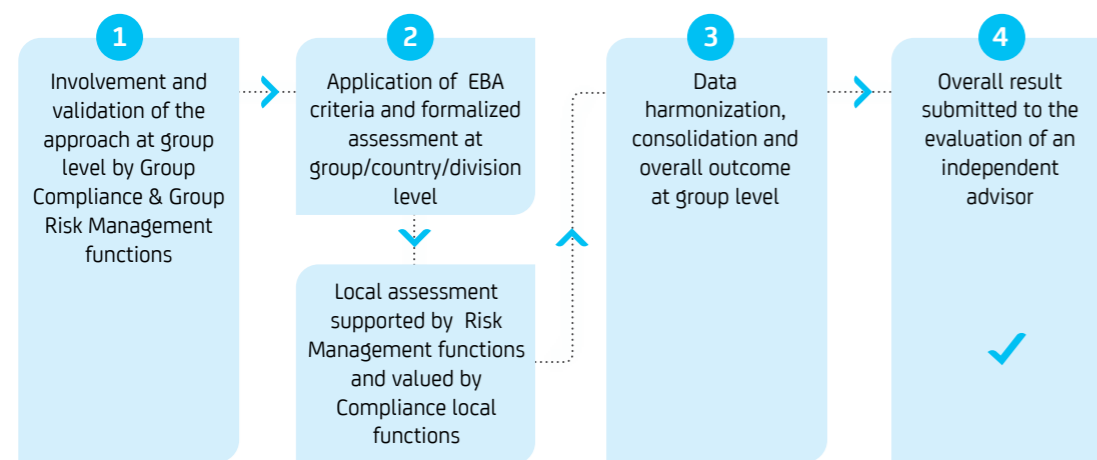 1
Involvement and
validation of the
approach at group
level by Group
Compliance & Group
Risk Management
functions
2
Application of EBA
criteria and formalized
assessment at
group/country/division
level
Local assessment
supported by Risk
Management functions
and valued by
Compliance local
functions
3
Data
harmonization,
consolidation and
overall outcome
at group level
4
Overall result
submitted to the
evaluation of an
independent
advisor